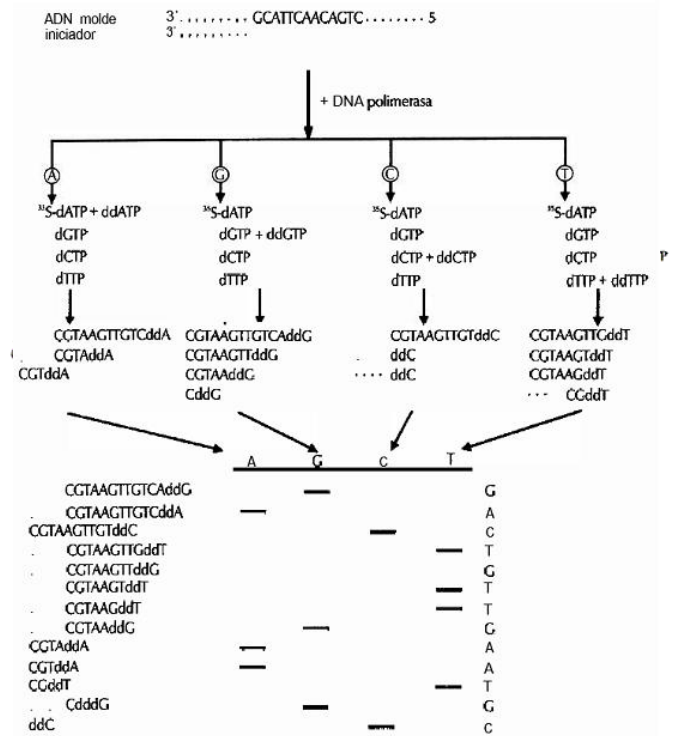 ADN molde 3'......... GCATTCAACAGTC........ 5
iniciador 3'.........
+ DNA polimerasa
A G C T
³⁵S-dATP + ddATP
dGTP
dCTP
dTTP
³⁵S-dATP
dGTP + ddGTP
dCTP
dTTP
³⁵S-dATP
dGTP
dCTP + ddCTP
dTTP
³⁵S-dATP
dGTP
dCTP
dTTP + ddTTP
P
CGTAAGTTGTCddA
CGTAddA
CGTddA
CGTAAGTTGTCAddG
CGTAAGTTddG
CGTAAddG
CddG
CGTAAGTTGTddC
ddC
.... ddC
CGTAAGTTGddT
CGTAAGTddT
CGTAAGddT
... CGddT
A G C T
CGTAAGTTGTCAddG G
CGTAAGTTGTCddA A
CGTAAGTTGTddC C
CGTAAGTTGddT T
CGTAAGTTddG G
CGTAAGTddT T
CGTAAGddT T
CGTAAddG G
CGTAddA A
CGTddA A
CGddT T
. . CdddG G
ddC C